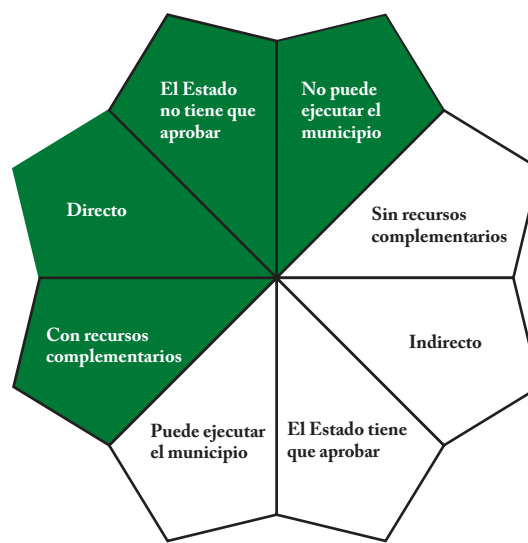 El Estado
no tiene que
aprobar
No puede
ejecutar el
municipio
Sin recursos
complementarios
Indirecto
El Estado tiene
que aprobar
Puede ejecutar
el municipio
Con recursos
complementarios
Directo